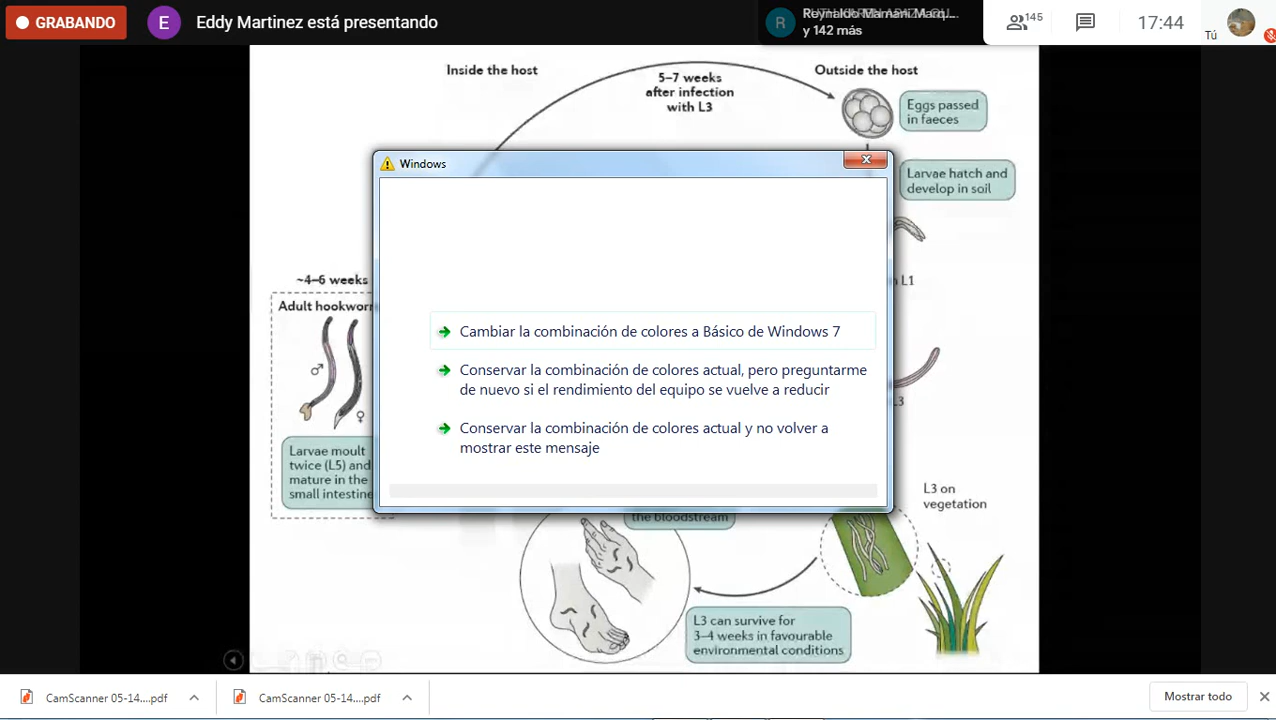 GRABANDO
E
Eddy Martinez está presentando
R
Reynaldo Mamani Marqu...
y 142 más
145
17:44
Tú
Inside the host
5–7 weeks
after infection
with L3
Outside the host
Eggs passed
in faeces
Larvae hatch and
develop in soil
L1
L3
~4–6 weeks
Adult hookworm
Larvae moult
twice (L5) and
mature in the
small intestine
Windows
Cambiar la combinación de colores a Básico de Windows 7
Conservar la combinación de colores actual, pero preguntarme
de nuevo si el rendimiento del equipo se vuelve a reducir
Conservar la combinación de colores actual y no volver a
mostrar este mensaje
the bloodstream
L3 on
vegetation
L3 can survive for
3–4 weeks in favourable
environmental conditions
CamScanner 05-14....pdf
CamScanner 05-14....pdf
Mostrar todo